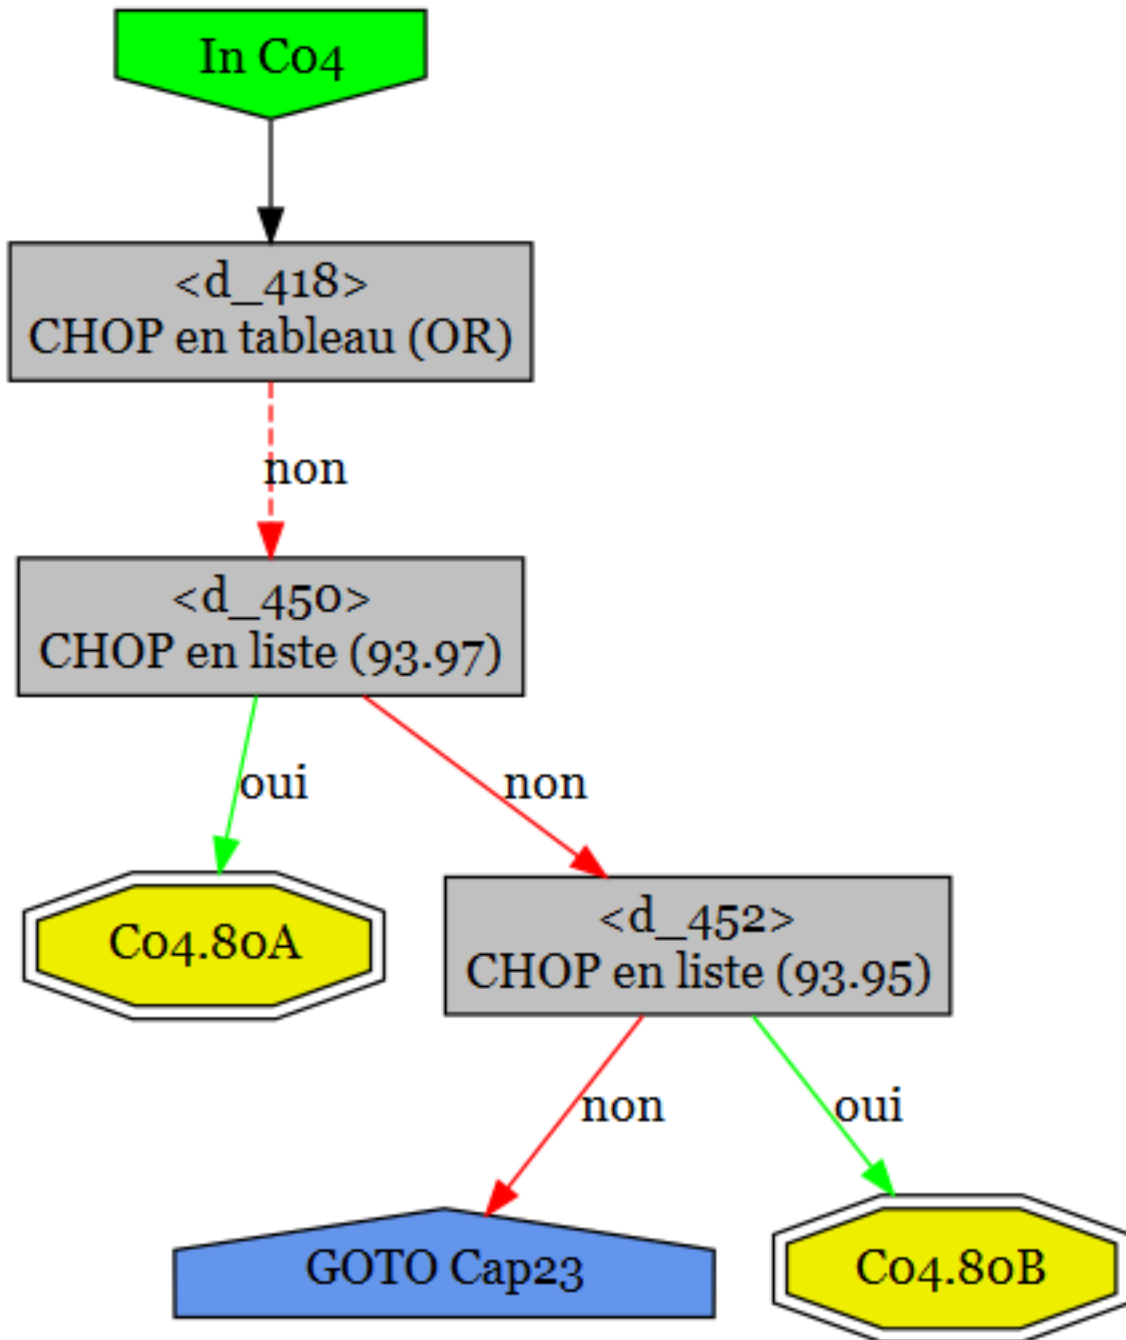 In C04
<d_418>
CHOP en tableau (OR)
non
<d_450>
CHOP en liste (93.97)
oui
non
C04.80A
<d_452>
CHOP en liste (93.95)
non
oui
GOTO Cap23
C04.80B